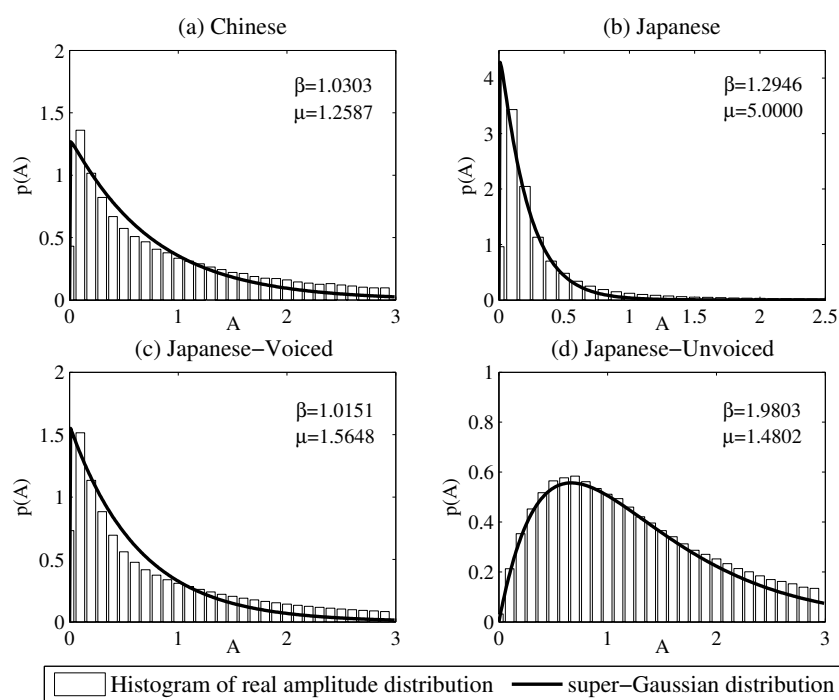 (a) Chinese
2
1.5
1
0.5
0
p(A)
β=1.0303
μ=1.2587
0 1 2 3
A
(b) Japanese
4
3
2
1
0
p(A)
β=1.2946
μ=5.0000
0 0.5 1 1.5 2 2.5
A
(c) Japanese−Voiced
2
1.5
1
0.5
0
p(A)
β=1.0151
μ=1.5648
0 1 2 3
A
(d) Japanese−Unvoiced
1
0.8
0.6
0.4
0.2
0
p(A)
β=1.9803
μ=1.4802
0 1 2 3
A
Histogram of real amplitude distribution super−Gaussian distribution